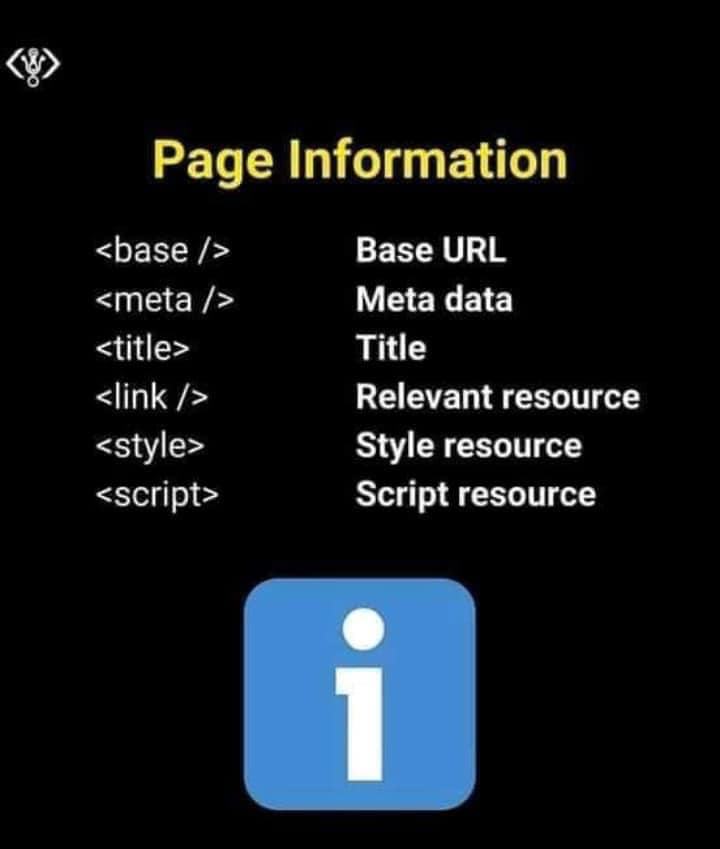 Page Information
<base /> Base URL
<meta /> Meta data
<title> Title
<link /> Relevant resource
<style> Style resource
<script> Script resource